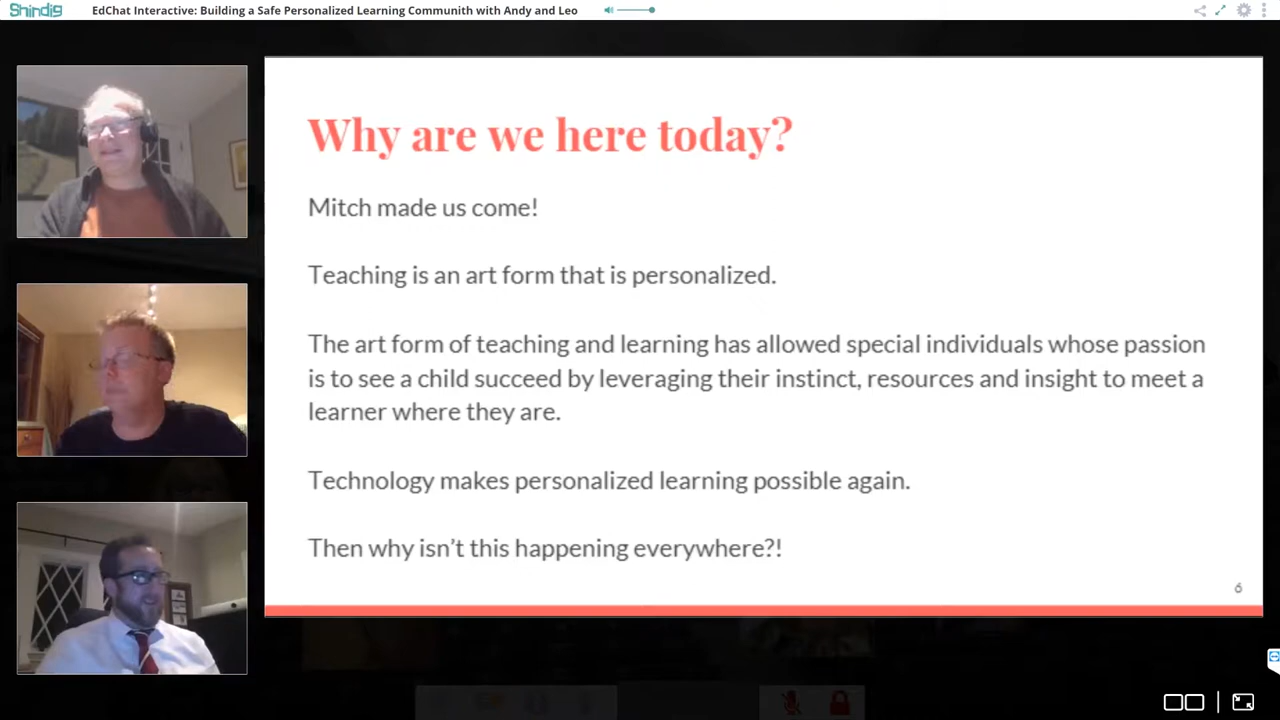 Shindig
EdChat Interactive: Building a Safe Personalized Learning Communith with Andy and Leo
Why are we here today?
Mitch made us come!
Teaching is an art form that is personalized.
The art form of teaching and learning has allowed special individuals whose passion
is to see a child succeed by leveraging their instinct, resources and insight to meet a
learner where they are.
Technology makes personalized learning possible again.
Then why isn't this happening everywhere?!
6